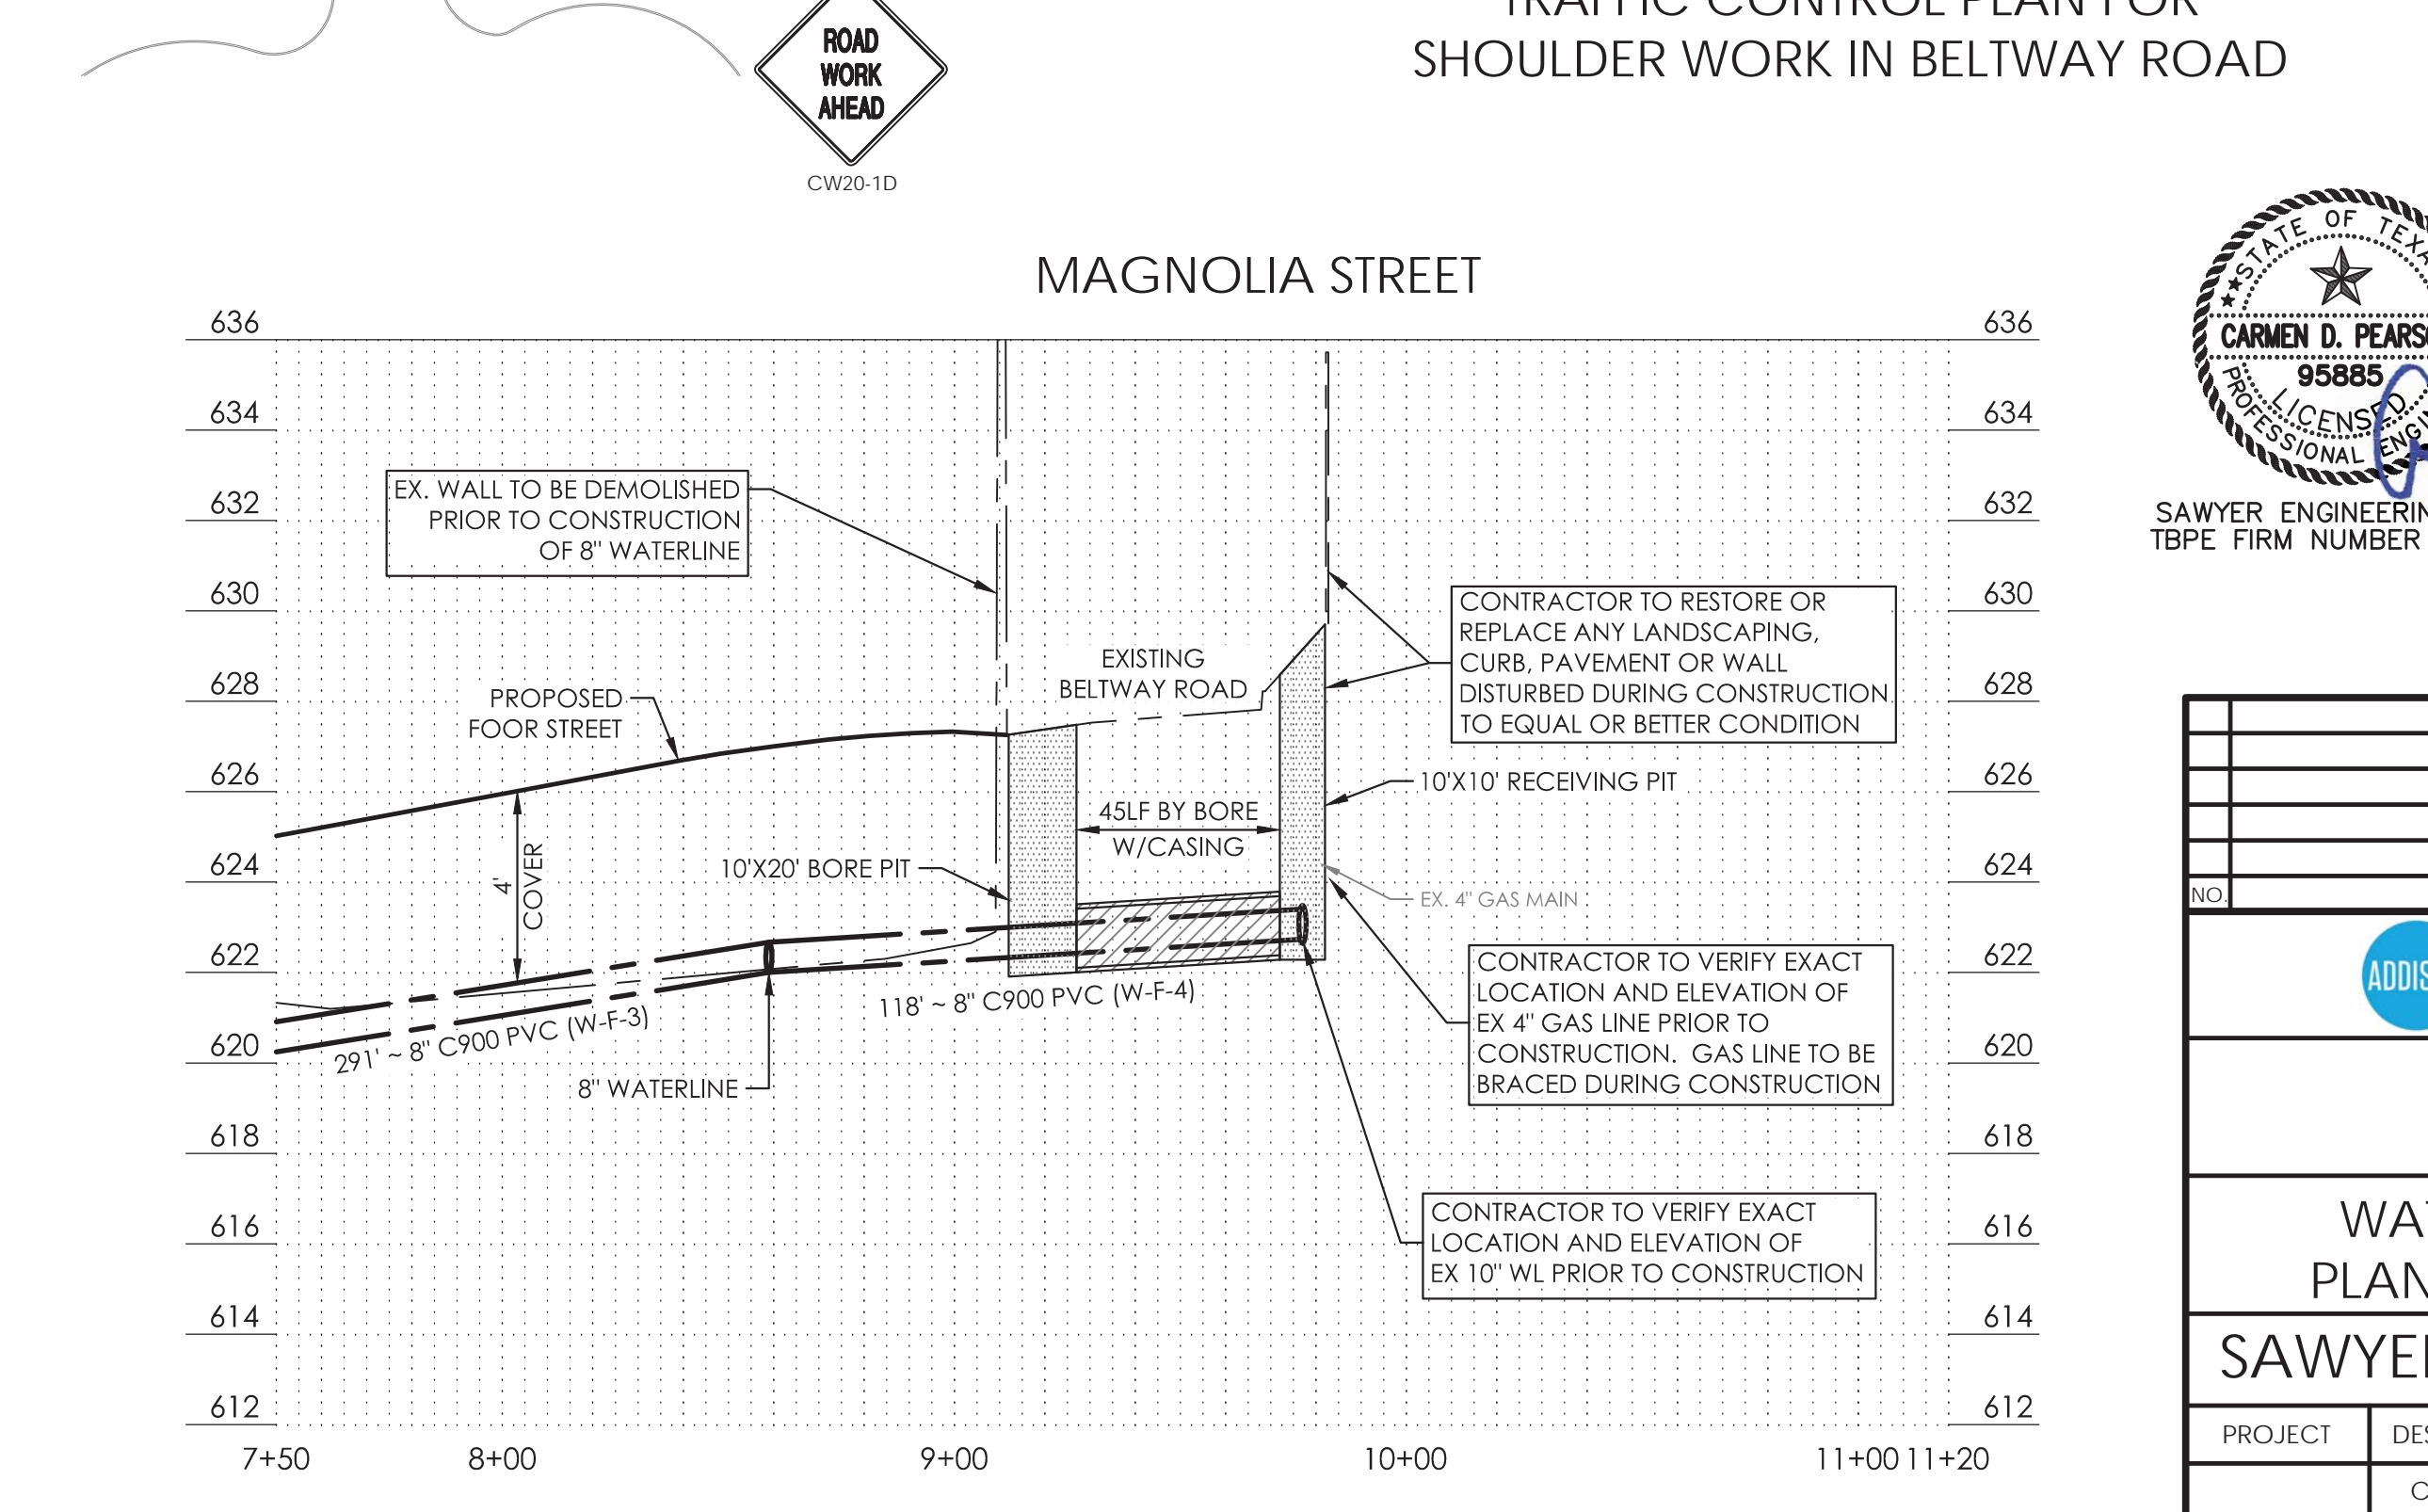 TRAFFIC CONTROL PLAN FOR
SHOULDER WORK IN BELTWAY ROAD
ROAD
WORK
AHEAD
CW20-1D
MAGNOLIA STREET
636
634
632
630
628
626
624
622
620
618
616
614
612
636
634
632
630
628
626
624
622
620
618
616
614
612
EX. WALL TO BE DEMOLISHED
PRIOR TO CONSTRUCTION
OF 8" WATERLINE
PROPOSED
FOOR STREET
EXISTING
BELTWAY ROAD
CONTRACTOR TO RESTORE OR
REPLACE ANY LANDSCAPING,
CURB, PAVEMENT OR WALL
DISTURBED DURING CONSTRUCTION
TO EQUAL OR BETTER CONDITION
10'X10' RECEIVING PIT
45LF BY BORE
W/CASING
4'
COVER
10'X20' BORE PIT
EX. 4" GAS MAIN
CONTRACTOR TO VERIFY EXACT
LOCATION AND ELEVATION OF
EX 4" GAS LINE PRIOR TO
CONSTRUCTION. GAS LINE TO BE
BRACED DURING CONSTRUCTION
118' ~ 8" C900 PVC (W-F-4)
291' ~ 8" C900 PVC (W-F-3)
8" WATERLINE
CONTRACTOR TO VERIFY EXACT
LOCATION AND ELEVATION OF
EX 10" WL PRIOR TO CONSTRUCTION
7+50 8+00 9+00 10+00 11+00 11+20
STATE OF TEXA
CARMEN D. PEARSO
95885
LICENSED
PROFESSIONAL ENGI
SAWYER ENGINEERIN
TBPE FIRM NUMBER
NO.
ADDIS
WA
PLAN
SAWYE
PROJECT DES